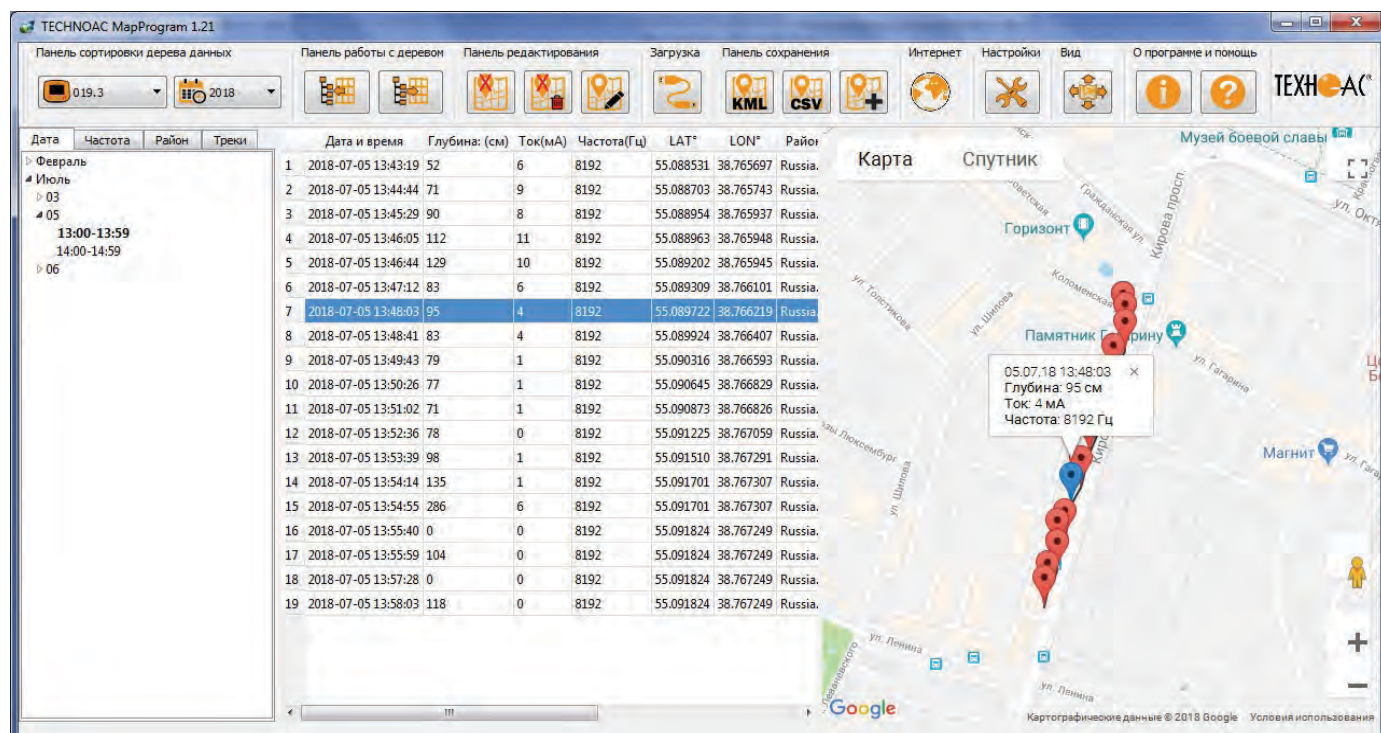 TECHNOAC MapProgram 1.21
Панель сортировки дерева данных
Панель работы с деревом
Панель редактирования
Загрузка
Панель сохранения
Интернет
Настройки
Вид
О программе и помощь
019.3
2018
KML
CSV
ТЕХНО-АС
Дата Частота Район Треки
Февраль
Июль
03
05
13:00-13:59
14:00-14:59
06
Дата и время Глубина: (см) Ток(мА) Частота(Гц) LAT° LON° Район
1 2018-07-05 13:43:19 52 6 8192 55.088531 38.765697 Russia.
2 2018-07-05 13:44:44 71 9 8192 55.088703 38.765743 Russia.
3 2018-07-05 13:45:29 90 8 8192 55.088954 38.765937 Russia.
4 2018-07-05 13:46:05 112 11 8192 55.088963 38.765948 Russia.
5 2018-07-05 13:46:44 129 10 8192 55.089202 38.765945 Russia.
6 2018-07-05 13:47:12 83 6 8192 55.089309 38.766101 Russia.
7 2018-07-05 13:48:03 95 4 8192 55.089722 38.766219 Russia.
8 2018-07-05 13:48:41 83 4 8192 55.089924 38.766407 Russia.
9 2018-07-05 13:49:43 79 1 8192 55.090316 38.766593 Russia.
10 2018-07-05 13:50:26 77 1 8192 55.090645 38.766829 Russia.
11 2018-07-05 13:51:02 71 1 8192 55.090873 38.766826 Russia.
12 2018-07-05 13:52:36 78 0 8192 55.091225 38.767059 Russia.
13 2018-07-05 13:53:39 98 1 8192 55.091510 38.767291 Russia.
14 2018-07-05 13:54:14 135 1 8192 55.091701 38.767307 Russia.
15 2018-07-05 13:54:55 286 6 8192 55.091701 38.767307 Russia.
16 2018-07-05 13:55:40 0 0 8192 55.091824 38.767249 Russia.
17 2018-07-05 13:55:59 104 0 8192 55.091824 38.767249 Russia.
18 2018-07-05 13:57:28 0 0 8192 55.091824 38.767249 Russia.
19 2018-07-05 13:58:03 118 0 8192 55.091824 38.767249 Russia.
Карта Спутник
Музей боевой славы
Гражданская ул.
Кирова просп.
Горизонт
Коломенская
ул. Толстикова
ул. Шилова
Памятник Гагарину
ул. Гагарина
05.07.18 13:48:03
Глубина: 95 см
Ток: 4 мА
Частота: 8192 Гц
Магнит
ул. Шилова
ул. Ленина
ул. Ленина
Google
Картографические данные © 2018 Google Условия использования